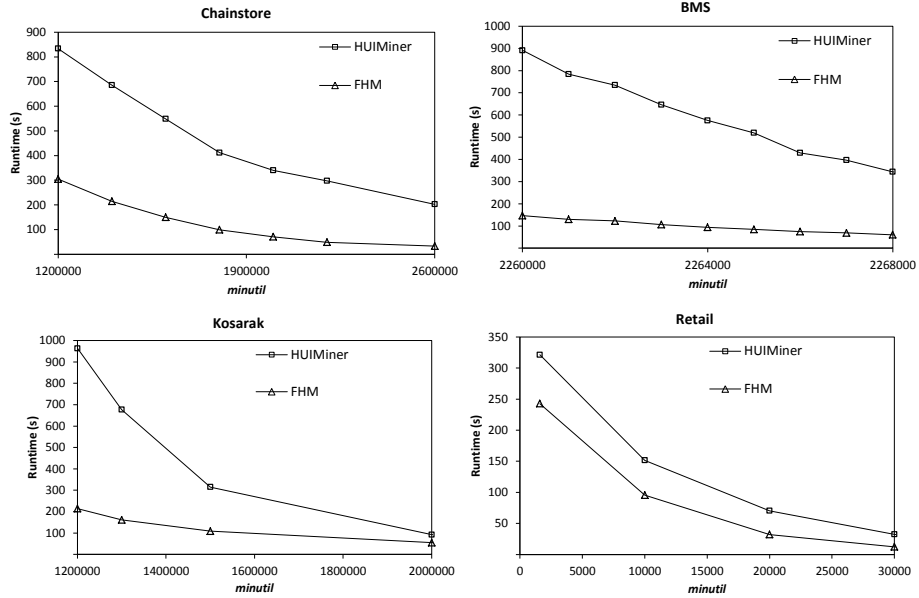 Chainstore
900
800
700
600
500
400
300
200
100
Runtime (s)
HUIMiner
FHM
1200000 1900000 2600000
minutil
BMS
1000
900
800
700
600
500
400
300
200
100
Runtime (s)
HUIMiner
FHM
2260000 2264000 2268000
minutil
Kosarak
1000
900
800
700
600
500
400
300
200
100
Runtime (s)
HUIMiner
FHM
1200000 1400000 1600000 1800000 2000000
minutil
Retail
350
300
250
200
150
100
50
Runtime (s)
HUIMiner
FHM
0 5000 10000 15000 20000 25000 30000
minutil